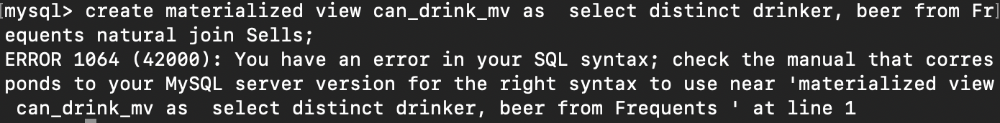 [mysql> create materialized view can_drink_mv as  select distinct drinker, beer from Fr]
equents natural join Sells;
ERROR 1064 (42000): You have an error in your SQL syntax; check the manual that corres
ponds to your MySQL server version for the right syntax to use near 'materialized view
 can_drink_mv as  select distinct drinker, beer from Frequents ' at line 1